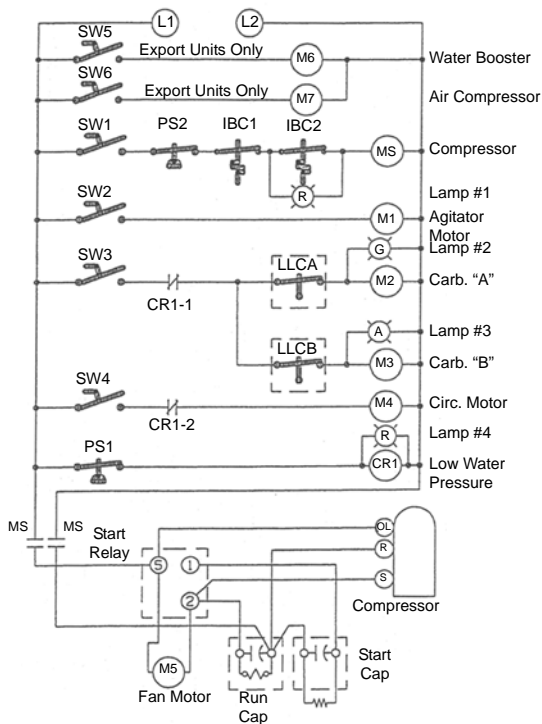 L1 L2
SW5
Export Units Only M6 Water Booster
SW6
Export Units Only M7 Air Compressor
SW1 PS2 IBC1 IBC2
MS Compressor
R
Lamp #1
SW2
M1 Agitator
Motor
SW3
G Lamp #2
LLCA
M2 Carb. "A"
CR1-1
A Lamp #3
LLCB
M3 Carb. "B"
SW4
M4 Circ. Motor
CR1-2
R Lamp #4
PS1
CR1 Low Water
Pressure
MS MS
Start
Relay
5 1
2
OL
R
S
Compressor
M5
Fan Motor
Run
Cap
Start
Cap